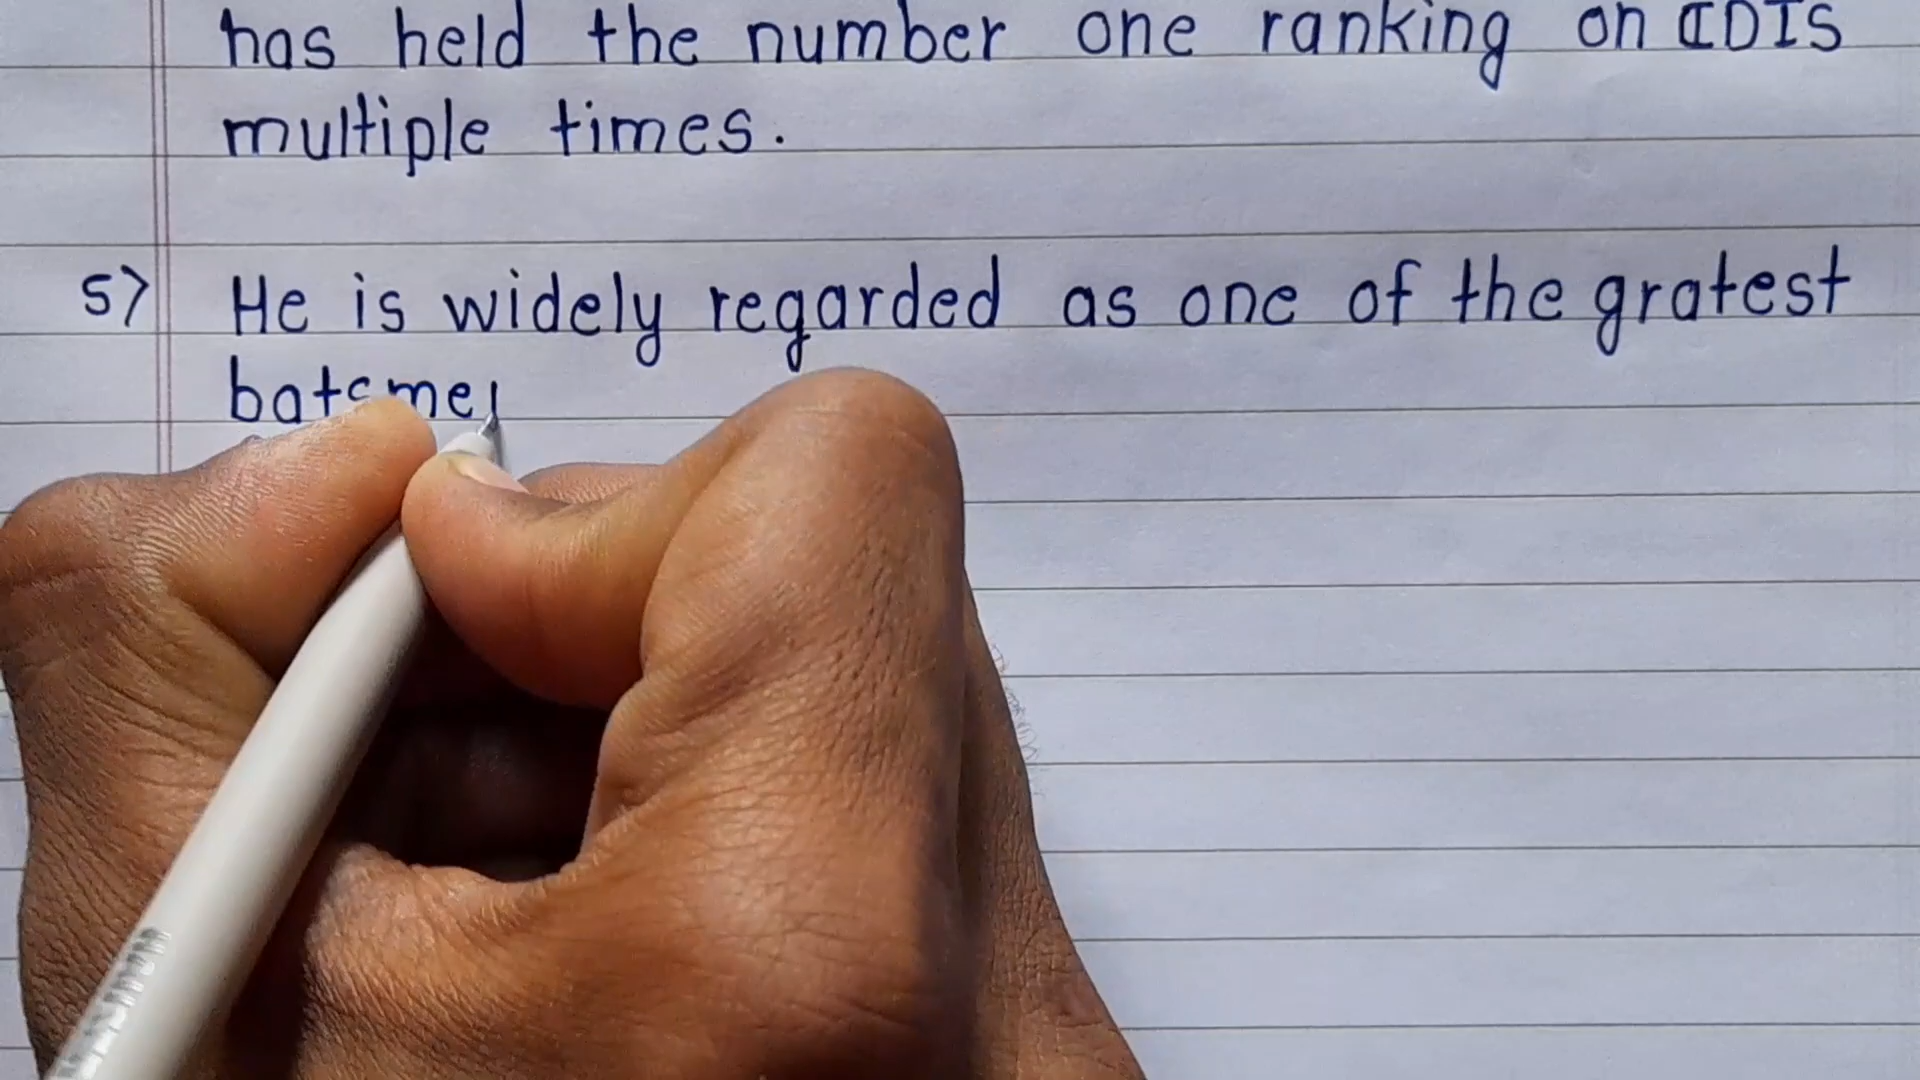 has held the number one ranking on ODIS
multiple times.
5) He is widely regarded as one of the gratest
batsme